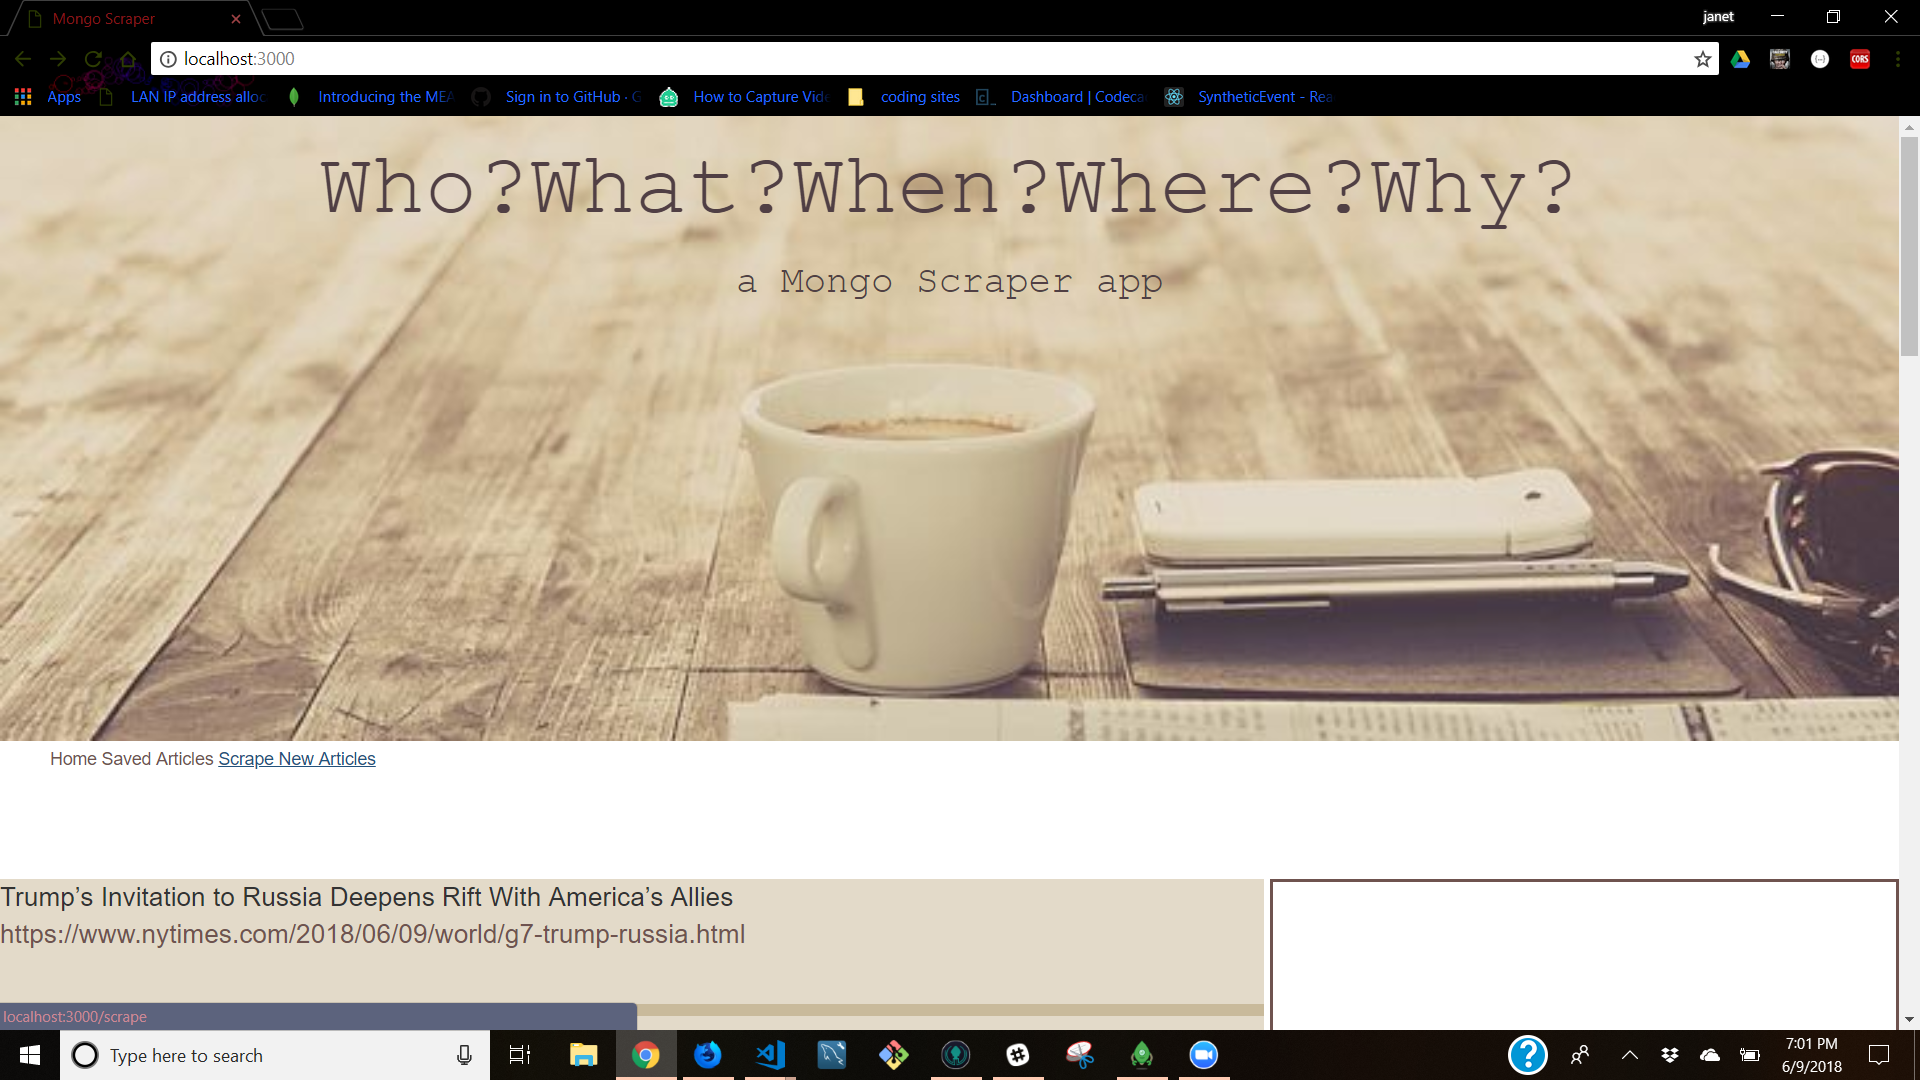 Mongo Scraper
janet
localhost:3000
Apps
LAN IP address alloc
Introducing the MEA
Sign in to GitHub · G
How to Capture Vide
coding sites
Dashboard | Codeca
SyntheticEvent - Rea
CORS
Who?What?When?Where?Why?
a Mongo Scraper app
Home Saved Articles Scrape New Articles
Trump’s Invitation to Russia Deepens Rift With America’s Allies
https://www.nytimes.com/2018/06/09/world/g7-trump-russia.html
localhost:3000/scrape
Type here to search
7:01 PM
6/9/2018